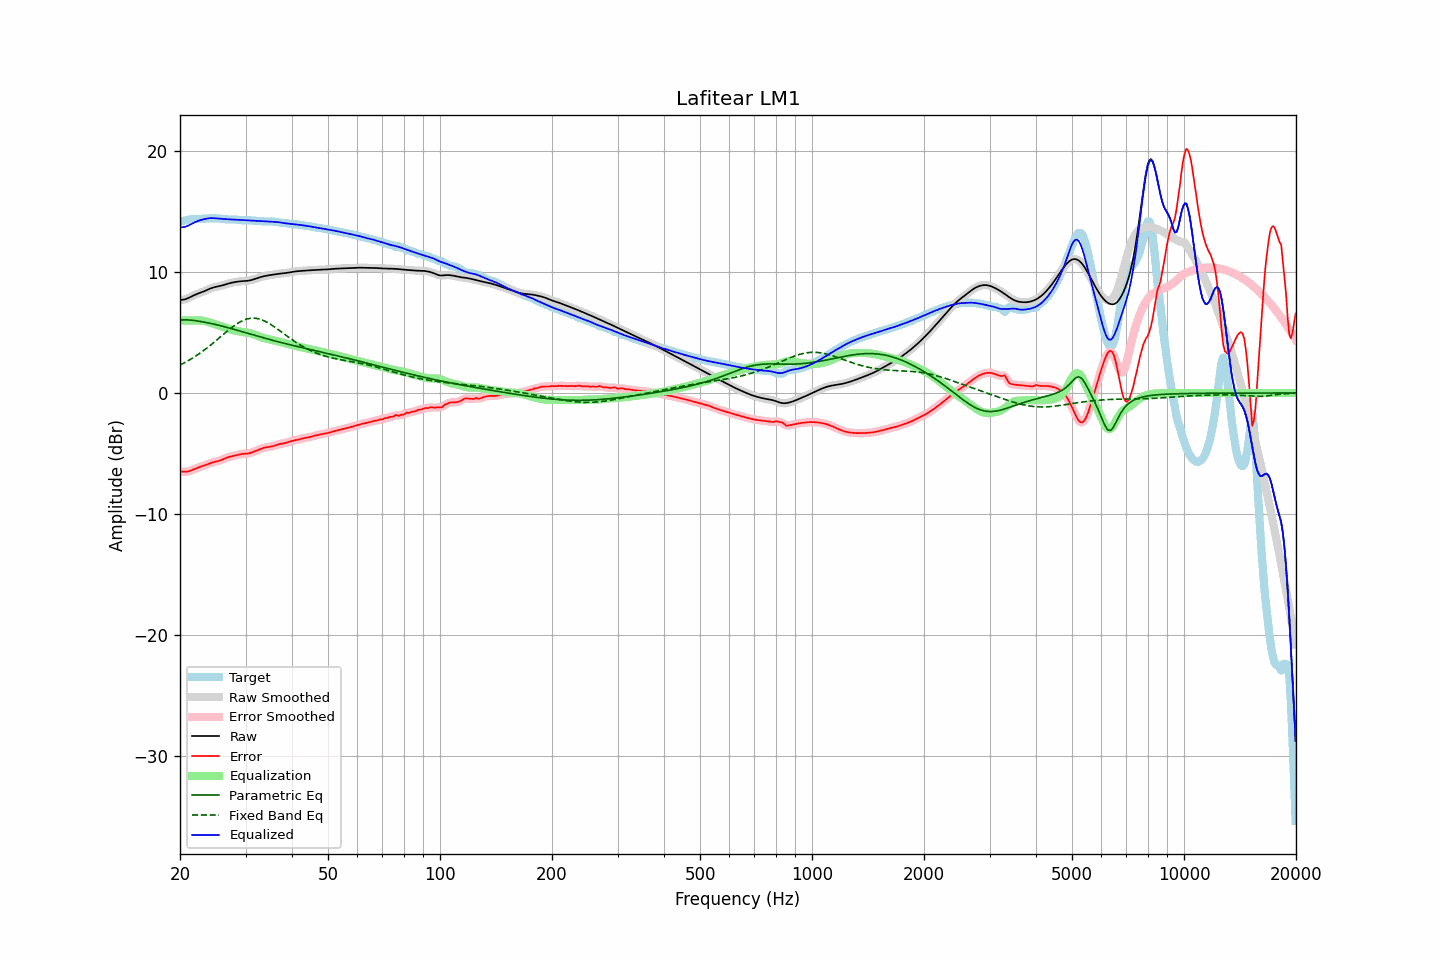 Lafitear LM1
20
10
0
−10
−20
−30
Amplitude (dBr)
Target
Raw Smoothed
Error Smoothed
Raw
Error
Equalization
Parametric Eq
Fixed Band Eq
Equalized
20 50 100 200 500 1000 2000 5000 10000 20000
Frequency (Hz)